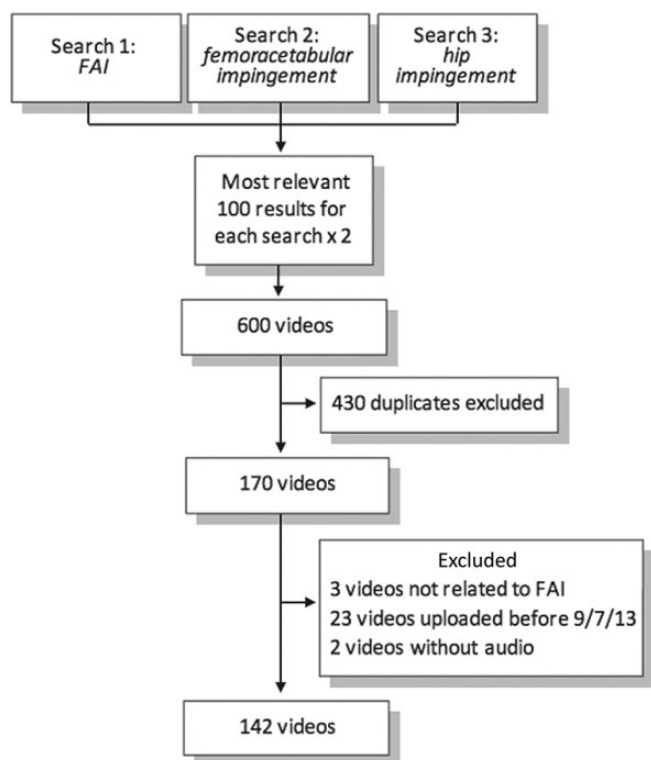 Search 1:
FAI
Search 2:
femoracetabular
impingement
Search 3:
hip
impingement
Most relevant
100 results for
each search x 2
600 videos
430 duplicates excluded
170 videos
Excluded
3 videos not related to FAI
23 videos uploaded before 9/7/13
2 videos without audio
142 videos